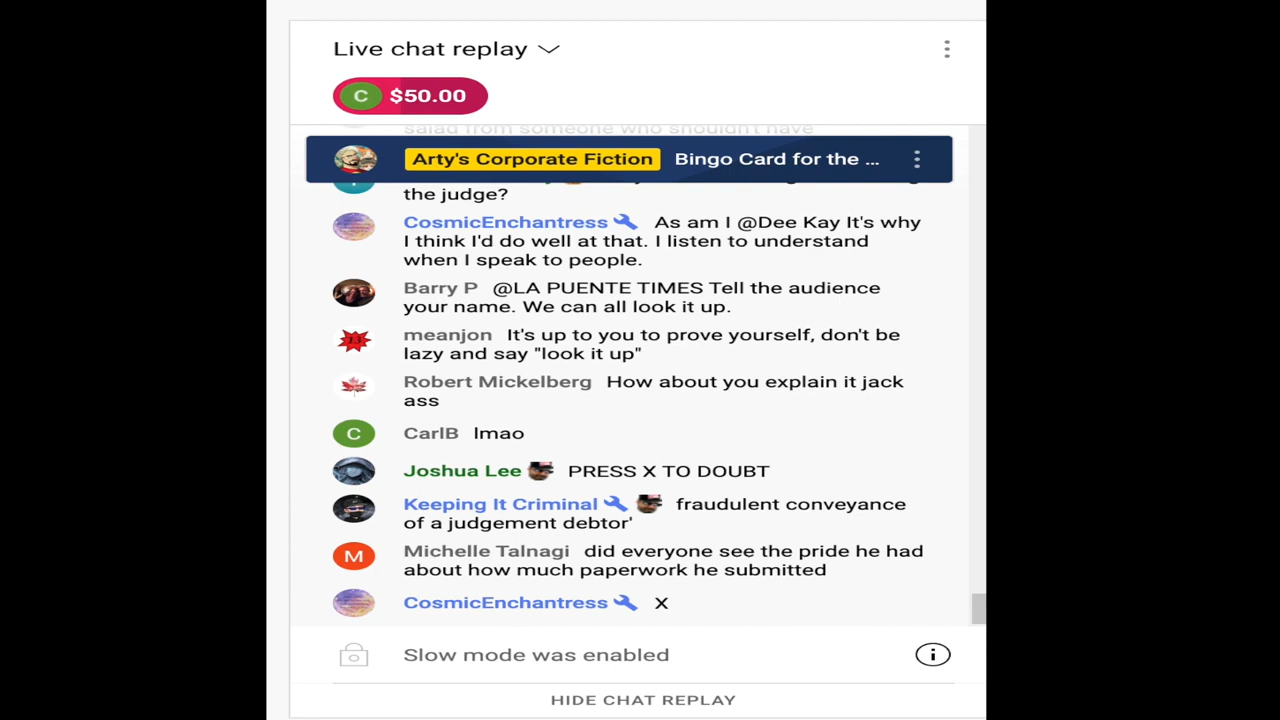 Live chat replay
C $50.00
salad from someone who shouldn't have
Arty's Corporate Fiction Bingo Card for the ...
the judge?
CosmicEnchantress As am I @Dee Kay It's why
I think I'd do well at that. I listen to understand
when I speak to people.
Barry P @LA PUENTE TIMES Tell the audience
your name. We can all look it up.
meanjon It's up to you to prove yourself, don't be
lazy and say "look it up"
Robert Mickelberg How about you explain it jack
ass
C CarlB lmao
Joshua Lee PRESS X TO DOUBT
Keeping It Criminal fraudulent conveyance
of a judgement debtor'
M Michelle Talnagi did everyone see the pride he had
about how much paperwork he submitted
CosmicEnchantress X
Slow mode was enabled
HIDE CHAT REPLAY